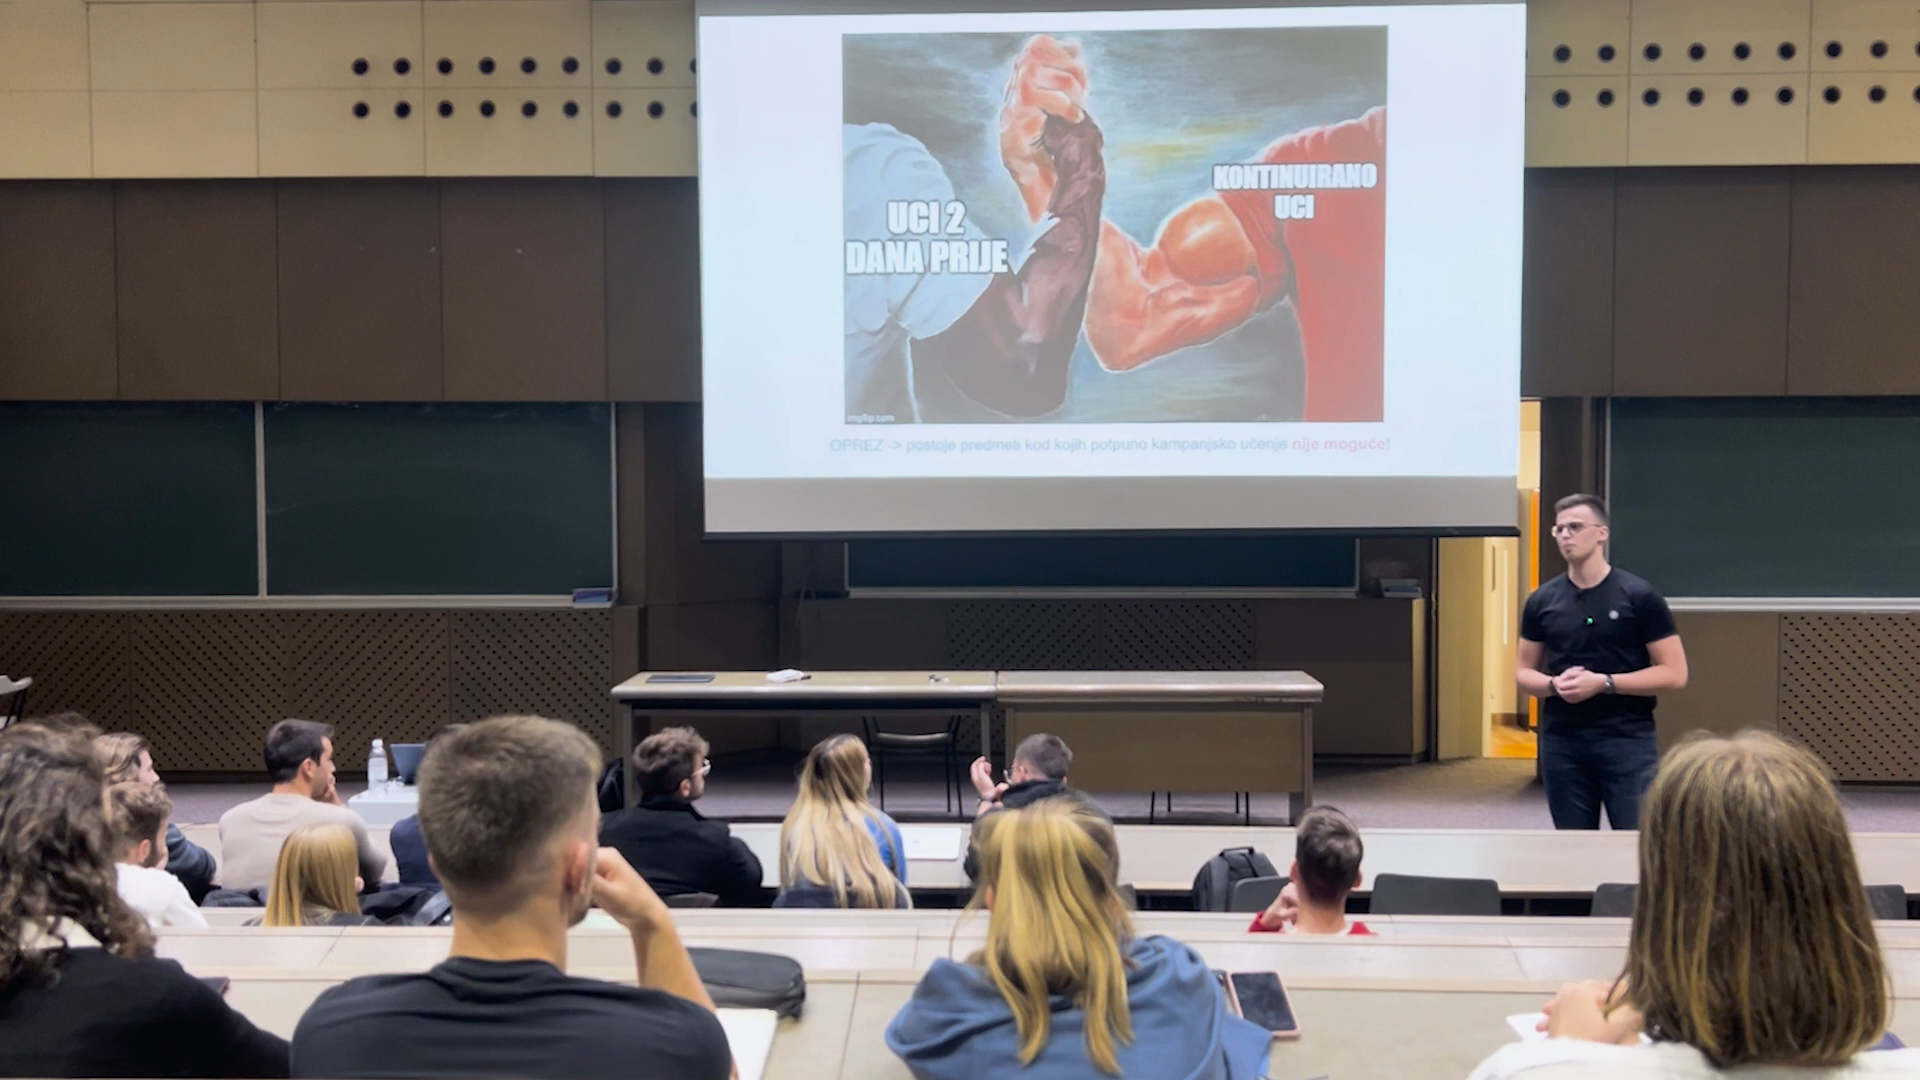 UCI 2
DANA PRIJE
KONTINUIRANO
UCI
imgflip.com
OPREZ -> postoje predmeti kod kojih potpuno kampanjsko učenje nije moguće!